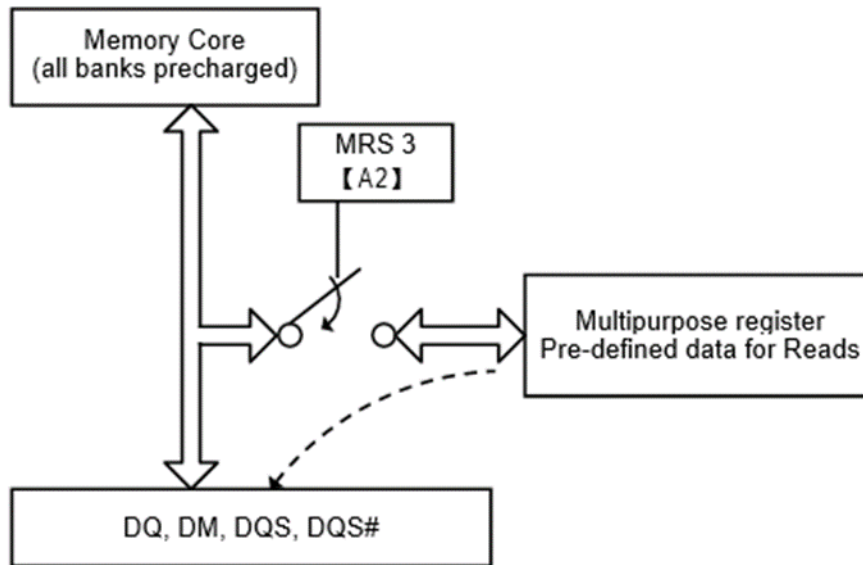 Memory Core
(all banks precharged)
MRS 3
【A2】
Multipurpose register
Pre-defined data for Reads
DQ, DM, DQS, DQS#